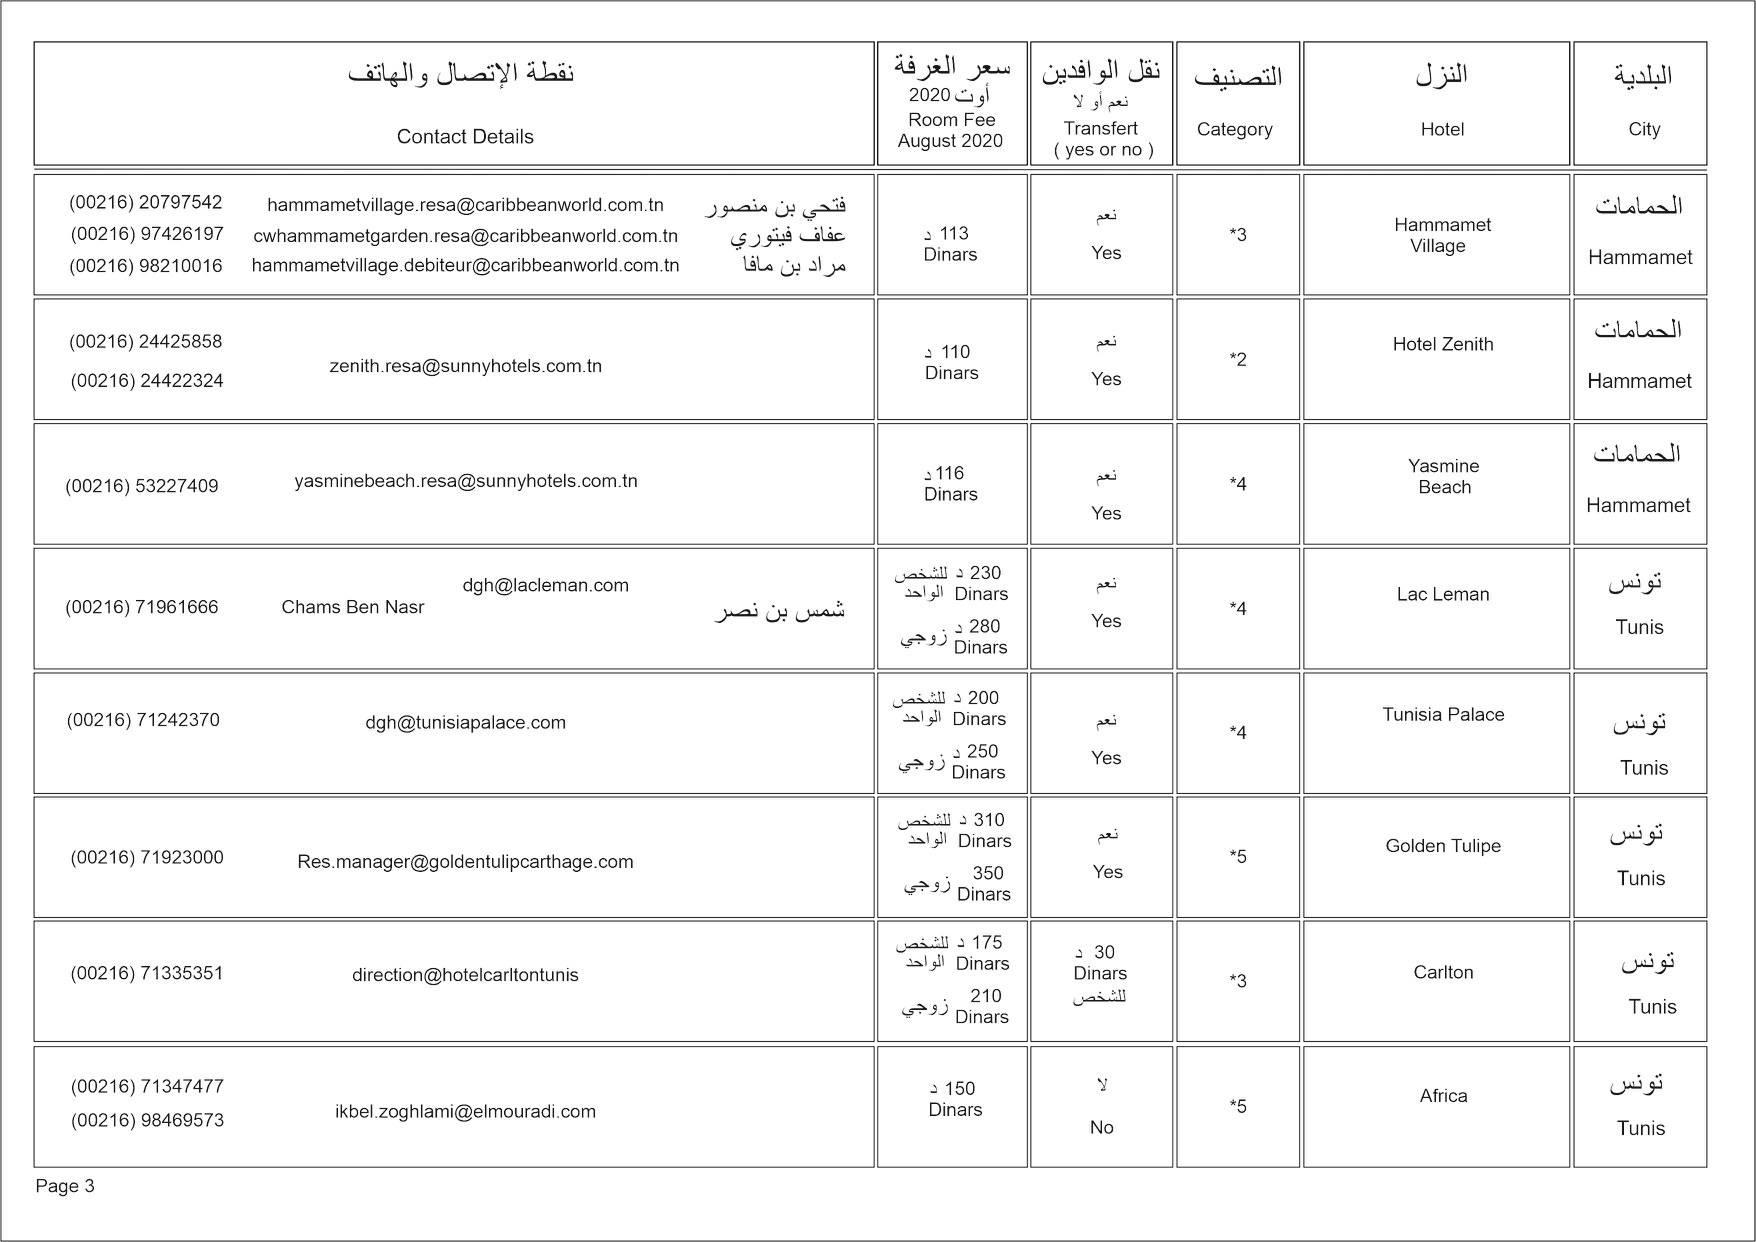 البلدية
City
النزل
Hotel
التصنيف
Category
نقل الوافدين
نعم أو لا
Transfert
( yes or no )
سعر الغرفة
أوت 2020
Room Fee
August 2020
نقطة الإتصال والهاتف
Contact Details
الحمامات
Hammamet
Hammamet
Village
*3
نعم
Yes
113 د
Dinars
فتحي بن منصور hammametvillage.resa@caribbeanworld.com.tn (00216) 20797542
عفاف فيتوري cwhammametgarden.resa@caribbeanworld.com.tn (00216) 97426197
مراد بن مافا hammametvillage.debiteur@caribbeanworld.com.tn (00216) 98210016
الحمامات
Hammamet
Hotel Zenith
*2
نعم
Yes
110 د
Dinars
(00216) 24425858
zenith.resa@sunnyhotels.com.tn
(00216) 24422324
الحمامات
Hammamet
Yasmine
Beach
*4
نعم
Yes
116 د
Dinars
yasminebeach.resa@sunnyhotels.com.tn
(00216) 53227409
تونس
Tunis
Lac Leman
*4
نعم
Yes
230 د للشخص
Dinars الواحد
280 د زوجي
Dinars
dgh@lacleman.com
شمس بن نصر Chams Ben Nasr (00216) 71961666
تونس
Tunis
Tunisia Palace
*4
نعم
Yes
200 د للشخص
Dinars الواحد
250 د زوجي
Dinars
dgh@tunisiapalace.com (00216) 71242370
تونس
Tunis
Golden Tulipe
*5
نعم
Yes
310 د للشخص
Dinars الواحد
350 زوجي
Dinars
Res.manager@goldentulipcarthage.com (00216) 71923000
تونس
Tunis
Carlton
*3
30 د
Dinars
للشخص
175 د للشخص
Dinars الواحد
210 زوجي
Dinars
direction@hotelcarltontunis (00216) 71335351
تونس
Tunis
Africa
*5
لا
No
150 د
Dinars
(00216) 71347477
ikbel.zoghlami@elmouradi.com
(00216) 98469573
Page 3